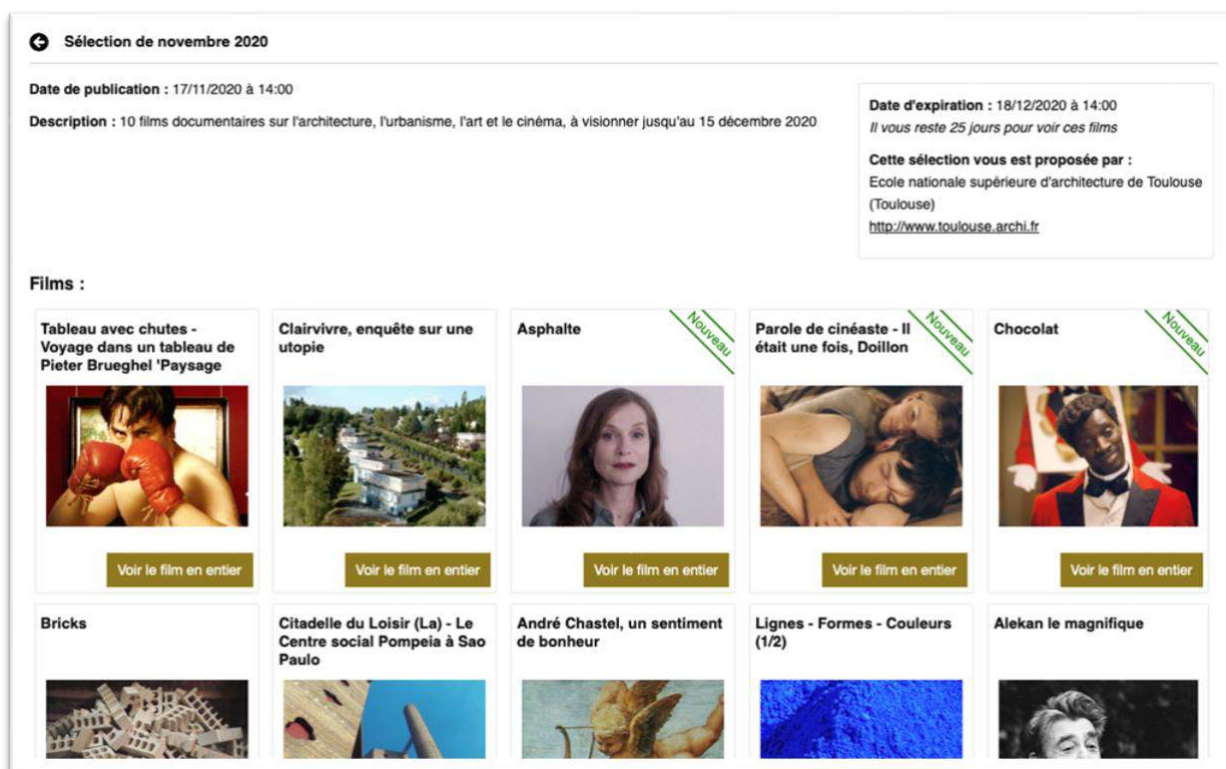 Sélection de novembre 2020
Date de publication : 17/11/2020 à 14:00
Description : 10 films documentaires sur l'architecture, l'urbanisme, l'art et le cinéma, à visionner jusqu'au 15 décembre 2020
Date d'expiration : 18/12/2020 à 14:00
Il vous reste 25 jours pour voir ces films
Cette sélection vous est proposée par :
Ecole nationale supérieure d'architecture de Toulouse
(Toulouse)
http://www.toulouse.archi.fr
Films :
Tableau avec chutes -
Voyage dans un tableau de
Pieter Brueghel 'Paysage
Voir le film en entier
Clairvivre, enquête sur une
utopie
Voir le film en entier
Asphalte
Nouveau
Voir le film en entier
Parole de cinéaste - Il
était une fois, Doillon
Nouveau
Voir le film en entier
Chocolat
Nouveau
Voir le film en entier
Bricks
Citadelle du Loisir (La) - Le
Centre social Pompeia à Sao
Paulo
André Chastel, un sentiment
de bonheur
Lignes - Formes - Couleurs
(1/2)
Alekan le magnifique